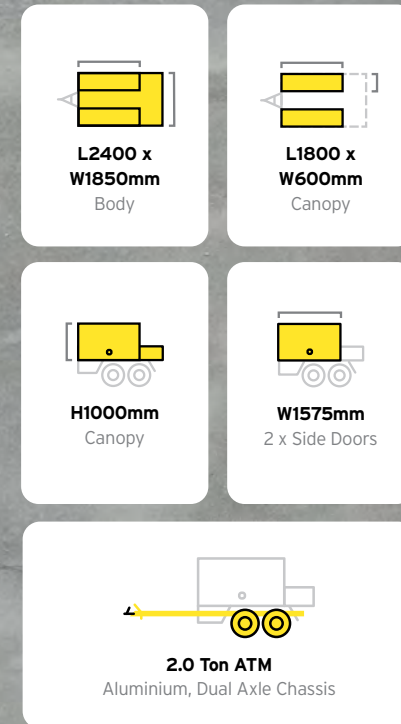 L2400 x
W1850mm
Body
L1800 x
W600mm
Canopy
H1000mm
Canopy
W1575mm
2 x Side Doors
2.0 Ton ATM
Aluminium, Dual Axle Chassis